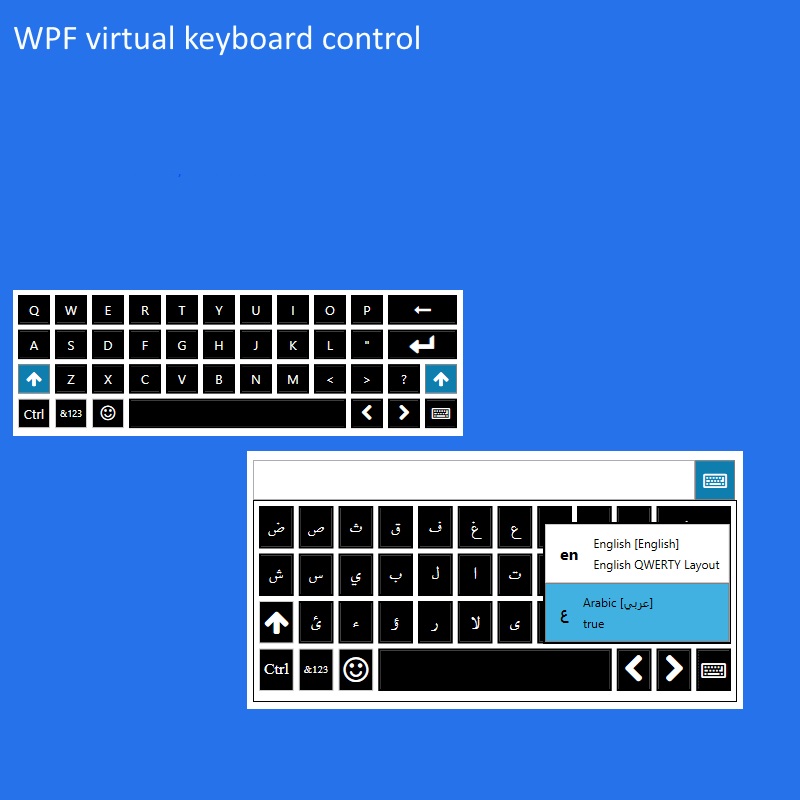 WPF virtual keyboard control
Q W E R T Y U I O P
A S D F G H J K L "
Z X C V B N M < > ?
Ctrl &123
ض ص ث ق ف غ ع
English [English]
en
English QWERTY Layout
ش س ي ب ل ا ت
Arabic [عربي]
ع
true
ئ ء ؤ ر لا ى
Ctrl &123